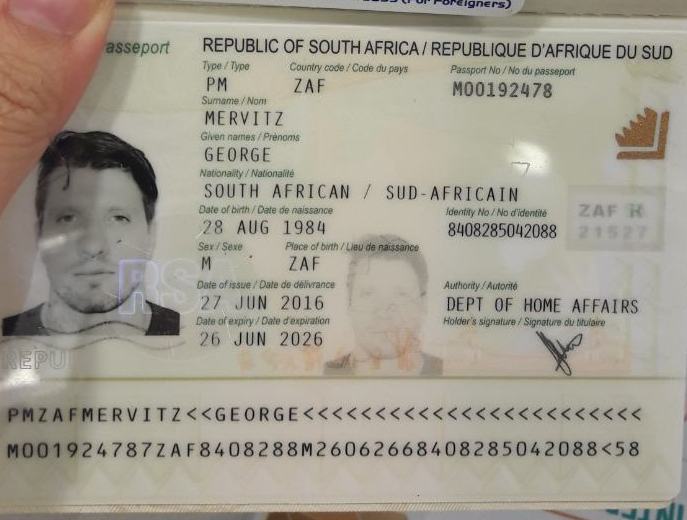 (For Foreigners)
asseport
REPUBLIC OF SOUTH AFRICA / REPUBLIQUE D'AFRIQUE DU SUD
Type / Type Country code / Code du pays Passport No / No du passeport
PM ZAF M00192478
Surname / Nom
MERVITZ
Given names / Prénoms
GEORGE
Nationality / Nationalité
SOUTH AFRICAN / SUD-AFRICAIN
Date of birth / Date de naissance Identity No / No d'identité
28 AUG 1984 8408285042088
ZAF
21527
Sex / Sexe Place of birth / Lieu de naissance
M ZAF
RSA
Date of issue / Date de délivrance Authority / Autorité
27 JUN 2016 DEPT OF HOME AFFAIRS
Date of expiry / Date d'expiration Holder's signature / Signature du titulaire
26 JUN 2026
REPU
PMZAFMERVITZ<<GEORGE<<<<<<<<<<<<<<<<<<<<<<<<
M001924787ZAF8408288M26062668408285042088<58